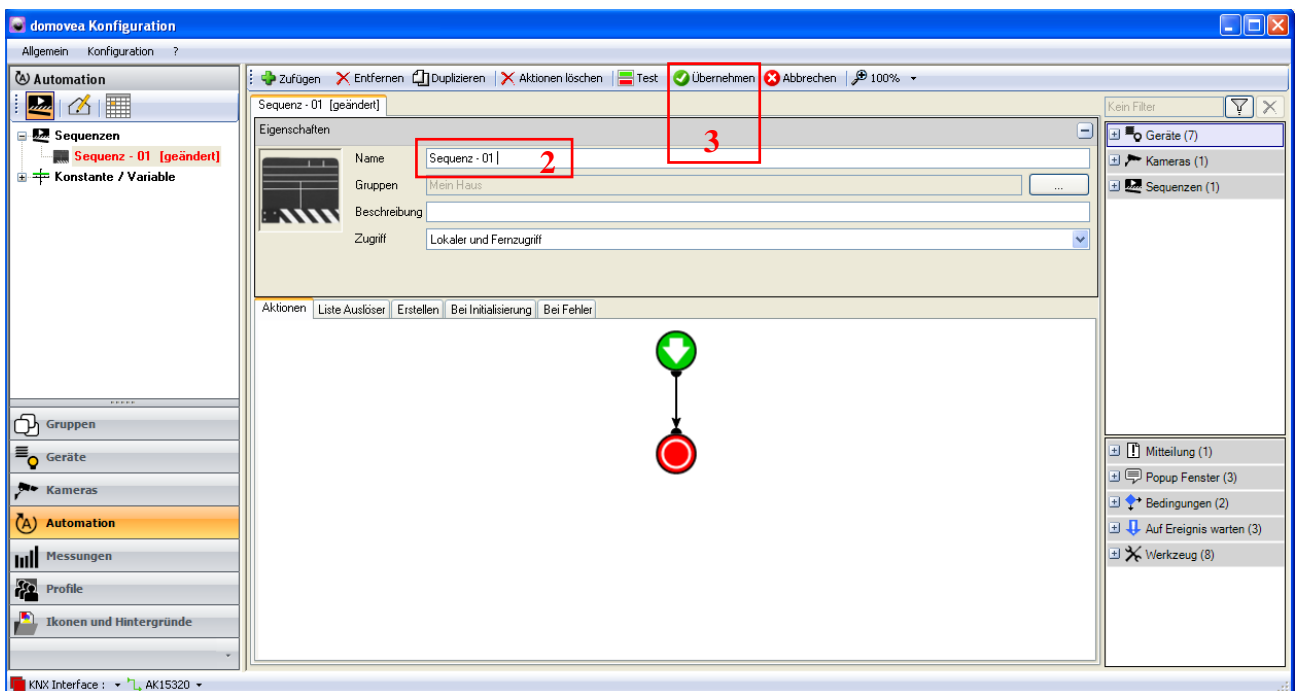 domovea Konfiguration
Allgemein Konfiguration ?
Automation
Zufügen Entfernen Duplizieren Aktionen löschen Test Übernehmen Abbrechen 100%
Sequenzen
Sequenz - 01 [geändert]
Konstante / Variable
Sequenz - 01 [geändert]
Eigenschaften
Name Sequenz - 01
2
3
Gruppen Mein Haus ...
Beschreibung
Zugriff Lokaler und Fernzugriff
Aktionen Liste Auslöser Erstellen Bei Initialisierung Bei Fehler
Kein Filter
Geräte (7)
Kameras (1)
Sequenzen (1)
Gruppen
Geräte
Kameras
Automation
Messungen
Profile
Ikonen und Hintergründe
Mitteilung (1)
Popup Fenster (3)
Bedingungen (2)
Auf Ereignis warten (3)
Werkzeug (8)
KNX Interface : AK15320